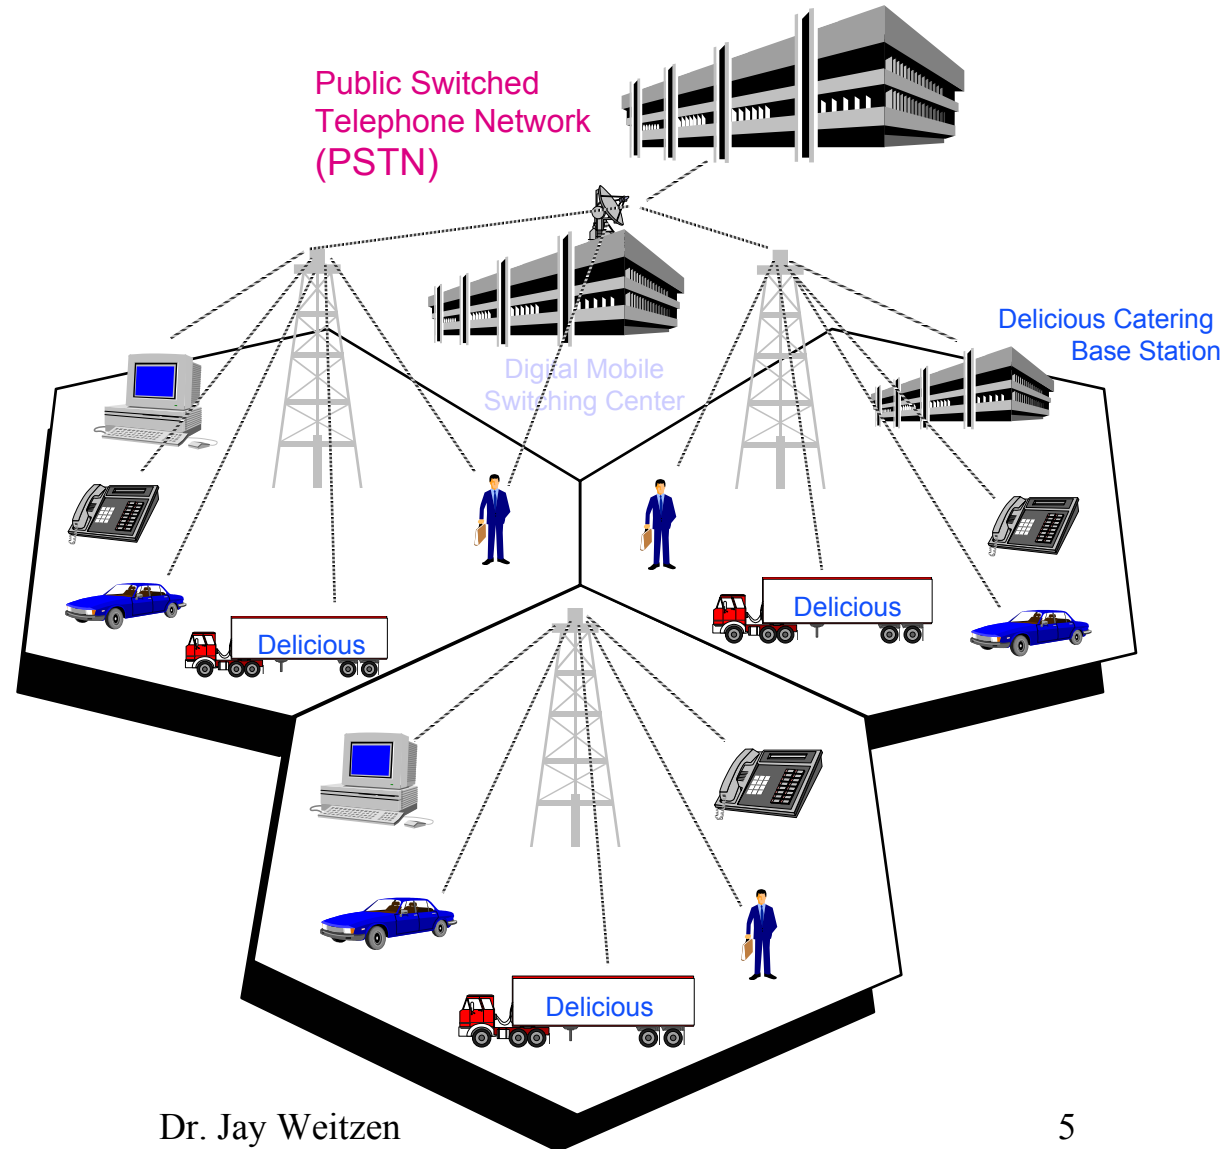 Public Switched
Telephone Network
(PSTN)
Delicious Catering
Base Station
Digital Mobile
Switching Center
Delicious
Delicious
Delicious
Dr. Jay Weitzen
5